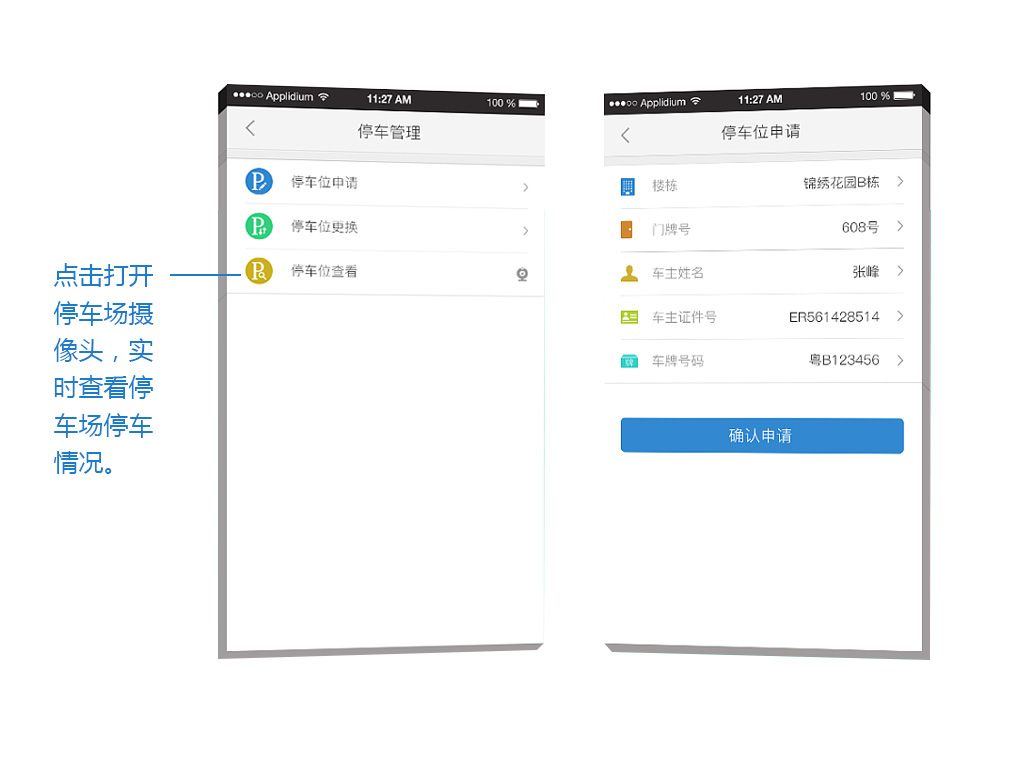 ●●●○○ Applidium 11:27 AM 100 %
停车管理
停车位申请
停车位更换
停车位查看
点击打开
停车场摄
像头，实
时查看停
车场停车
情况。
●●●○○ Applidium 11:27 AM 100 %
停车位申请
楼栋 锦绣花园B栋
门牌号 608号
车主姓名 张峰
车主证件号 ER561428514
车牌号码 粤B123456
确认申请